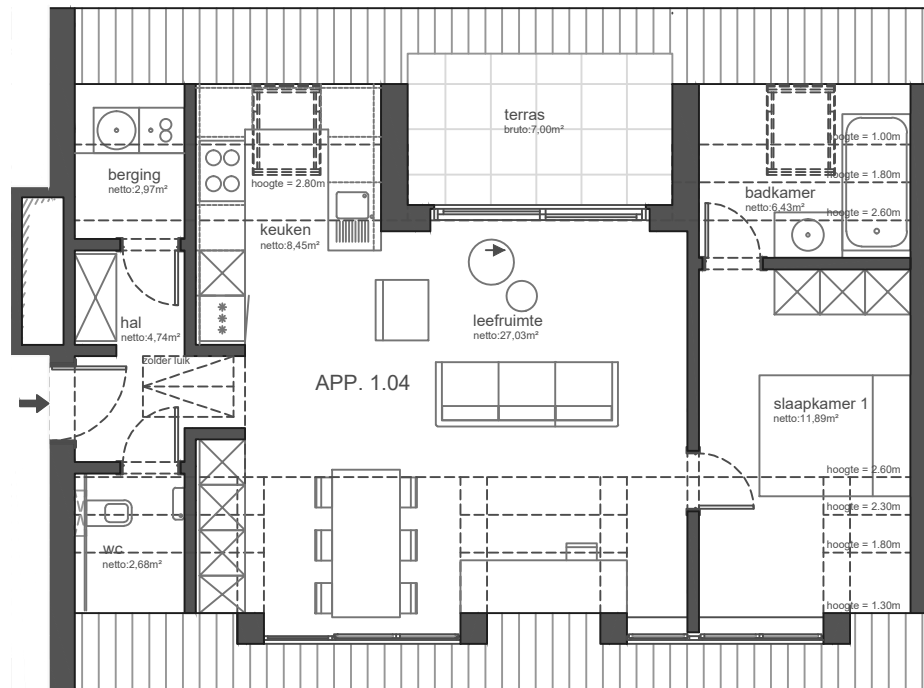 terras
bruto:7,00m²
hoogte = 1.00m
berging
netto:2,97m²
hoogte = 2.80m
hoogte = 1.80m
badkamer
netto:6,43m²
hoogte = 2.60m
keuken
netto:8,45m²
hal
netto:4,74m²
leefruimte
netto:27,03m²
zolder luik
APP. 1.04
slaapkamer 1
netto:11,89m²
hoogte = 2.60m
hoogte = 2.30m
wc
netto:2,68m²
hoogte = 1.80m
hoogte = 1.30m